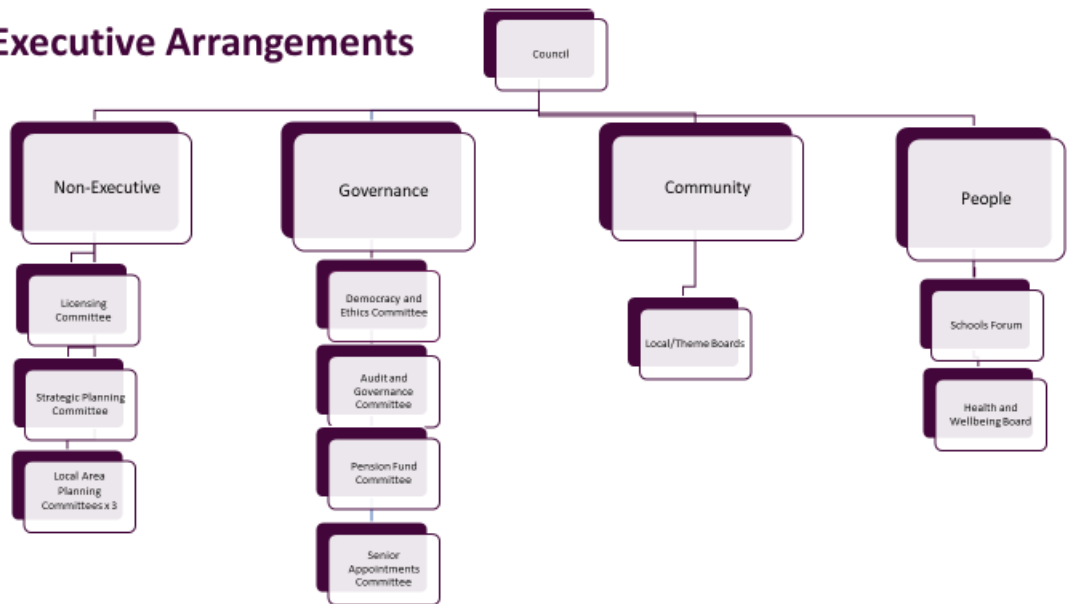 Executive Arrangements
Council
Non-Executive
Governance
Community
People
Licensing
Committee
Strategic Planning
Committee
Local Area
Planning
Committees x 3
Democracy and
Ethics Committee
Audit and
Governance
Committee
Pension Fund
Committee
Senior
Appointments
Committee
Local/Theme Boards
Schools Forum
Health and
Wellbeing Board